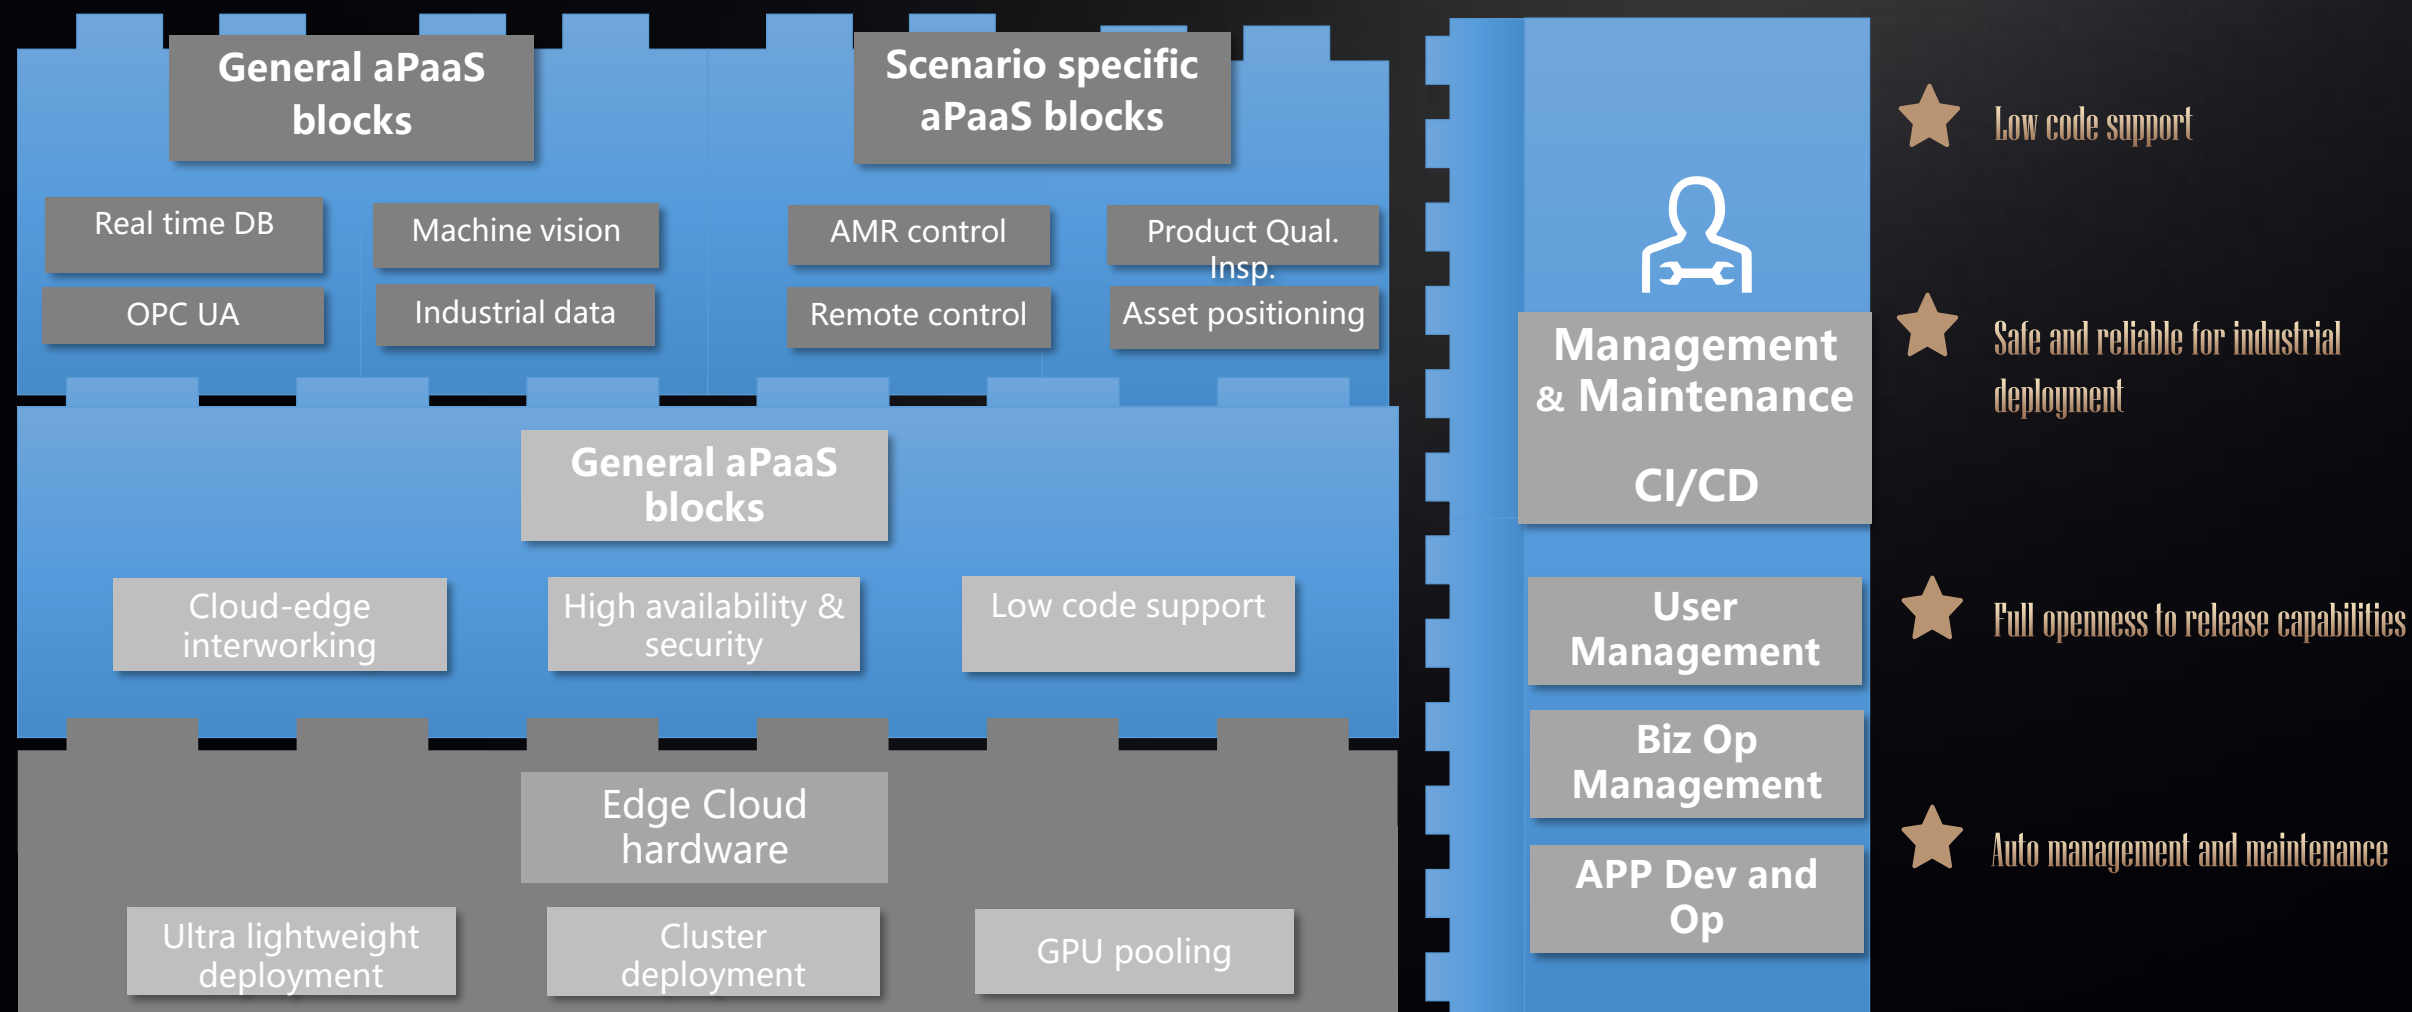 General aPaaS
blocks
Real time DB
Machine vision
OPC UA
Industrial data
Scenario specific
aPaaS blocks
AMR control
Product Qual.
Insp.
Remote control
Asset positioning
General aPaaS
blocks
Cloud-edge
interworking
High availability &
security
Low code support
Edge Cloud
hardware
Ultra lightweight
deployment
Cluster
deployment
GPU pooling
Management
& Maintenance
CI/CD
User
Management
Biz Op
Management
APP Dev and
Op
Low code support
Safe and reliable for industrial
deployment
Full openness to release capabilities
Auto management and maintenance